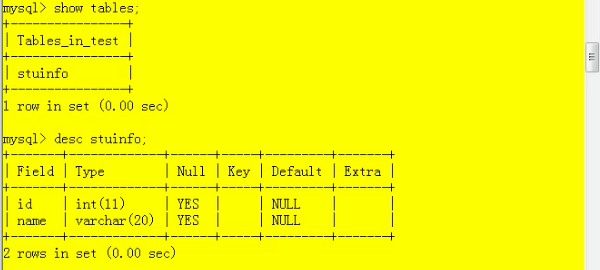 mysql> show tables;
+----------------+
| Tables_in_test |
+----------------+
| stuinfo        |
+----------------+
1 row in set (0.00 sec)
mysql> desc stuinfo;
+-------+-------------+------+-----+---------+-------+
| Field | Type        | Null | Key | Default | Extra |
+-------+-------------+------+-----+---------+-------+
| id    | int(11)     | YES  |     | NULL    |       |
| name  | varchar(20) | YES  |     | NULL    |       |
+-------+-------------+------+-----+---------+-------+
2 rows in set (0.00 sec)